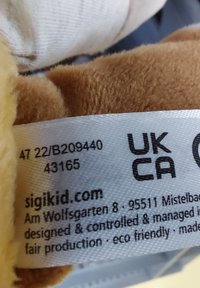 47 22/B209440
43165
UK
CA
sigikid.com
Am Wolfsgarten 8 · 95511 Mistelbac
designed & controlled & managed i
fair production · eco friendly · made